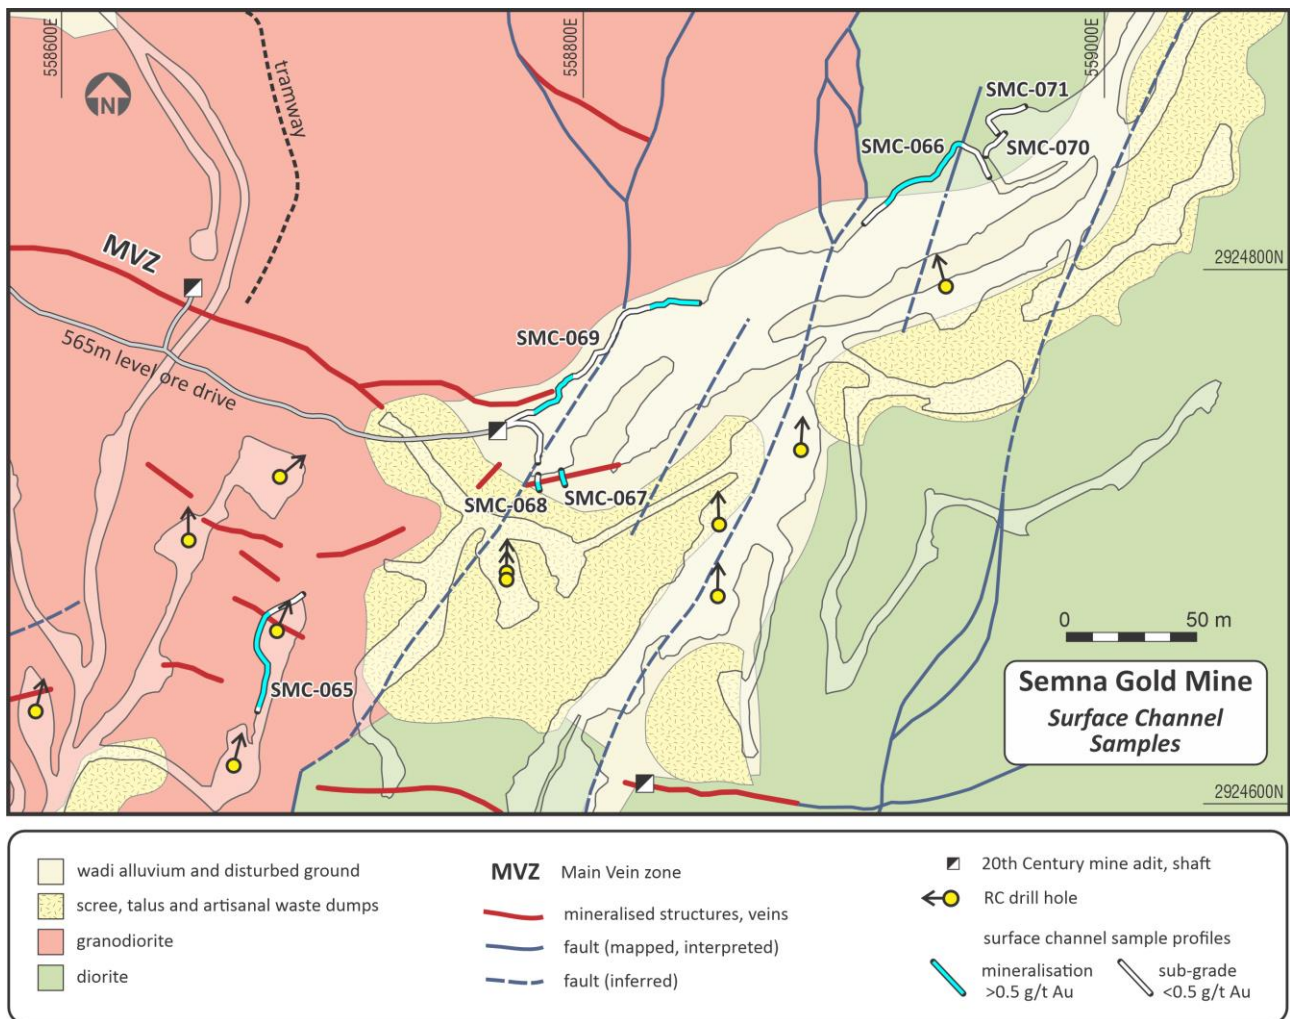 558600E
558800E
559000E
N
tramway
SMC-071
SMC-066
SMC-070
MVZ
2924800N
565m level ore drive
SMC-069
SMC-068
SMC-067
SMC-065
0 50 m
Semna Gold Mine
Surface Channel
Samples
2924600N
wadi alluvium and disturbed ground
scree, talus and artisanal waste dumps
granodiorite
diorite
MVZ Main Vein zone
mineralised structures, veins
fault (mapped, interpreted)
fault (inferred)
20th Century mine adit, shaft
RC drill hole
surface channel sample profiles
mineralisation
>0.5 g/t Au
sub-grade
<0.5 g/t Au